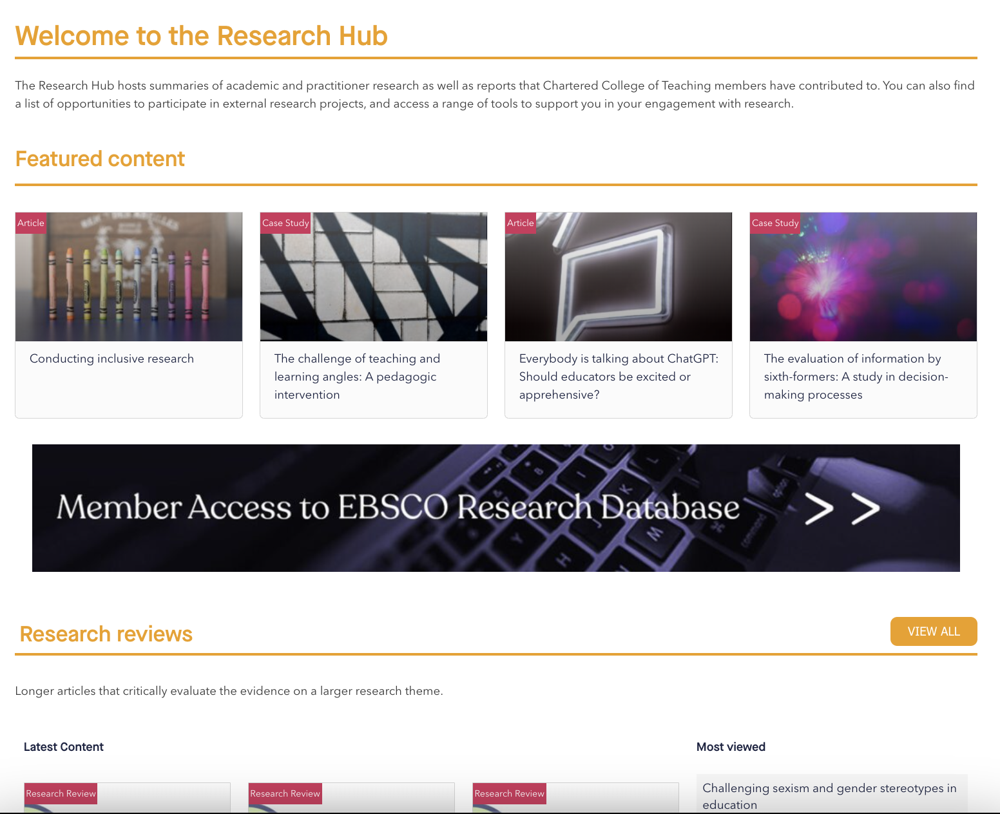 Welcome to the Research Hub
The Research Hub hosts summaries of academic and practitioner research as well as reports that Chartered College of Teaching members have contributed to. You can also find
a list of opportunities to participate in external research projects, and access a range of tools to support you in your engagement with research.
Featured content
Article
Conducting inclusive research
Case Study
The challenge of teaching and
learning angles: A pedagogic
intervention
Article
Everybody is talking about ChatGPT:
Should educators be excited or
apprehensive?
Case Study
The evaluation of information by
sixth-formers: A study in decision-
making processes
Member Access to EBSCO Research Database >>
Research reviews
VIEW ALL
Longer articles that critically evaluate the evidence on a larger research theme.
Latest Content
Research Review
Research Review
Research Review
Most viewed
Challenging sexism and gender stereotypes in
education